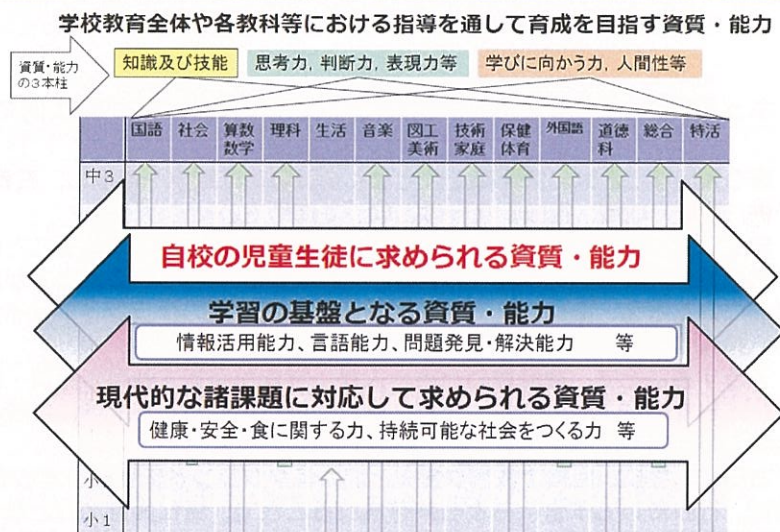 学校教育全体や各教科等における指導を通して育成を目指す資質・能力
資質・能力
の3本柱
知識及び技能
思考力，判断力，表現力等
学びに向かう力，人間性等
国語 社会 算数 理科 生活 音楽 図工 技術 保健 外国語 道徳 総合 特活
数学 美術 家庭 体育 科
中3
自校の児童生徒に求められる資質・能力
学習の基盤となる資質・能力
情報活用能力、言語能力、問題発見・解決能力　等
現代的な諸課題に対応して求められる資質・能力
健康・安全・食に関する力、持続可能な社会をつくる力 等
小
小1